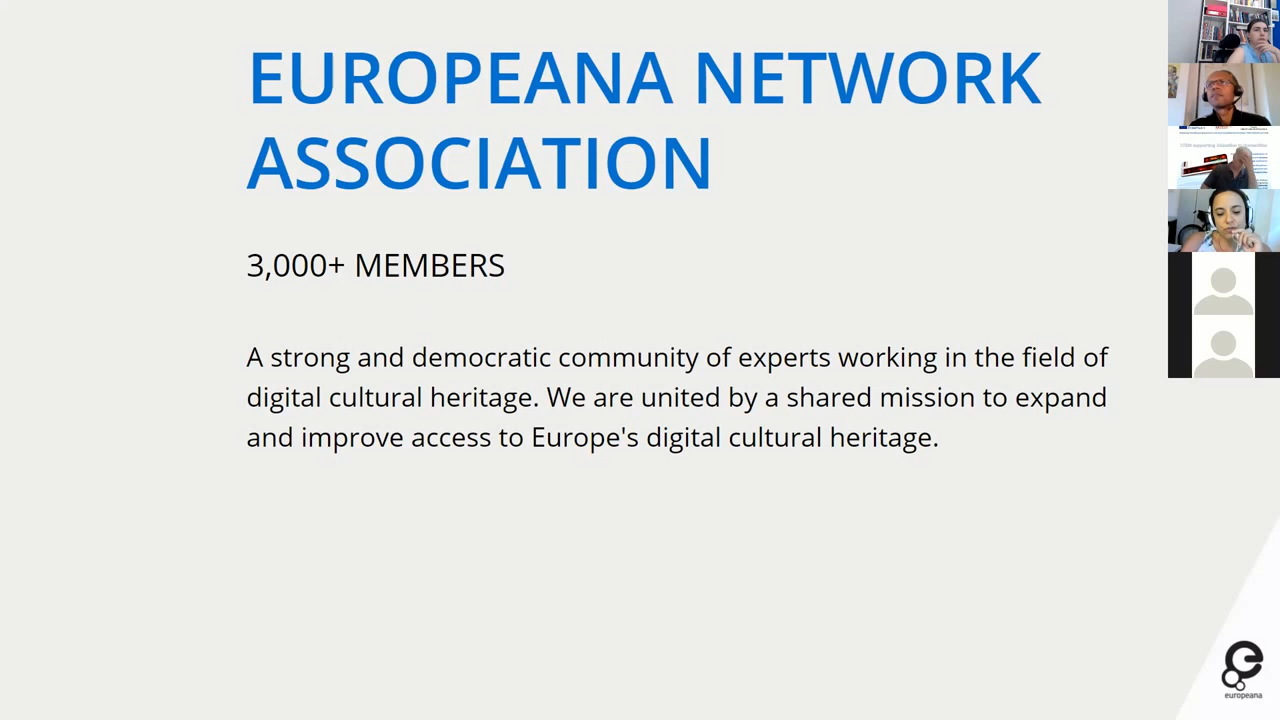 EUROPEANA NETWORK
ASSOCIATION
3,000+ MEMBERS
A strong and democratic community of experts working in the field of
digital cultural heritage. We are united by a shared mission to expand
and improve access to Europe's digital cultural heritage.
europeana